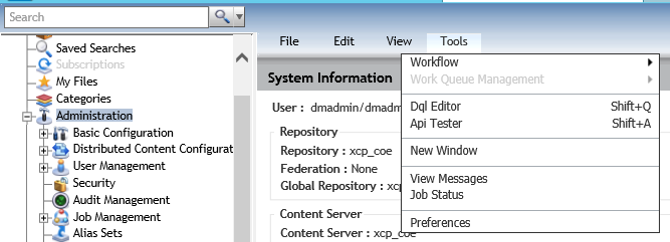 Search
Saved Searches
Subscriptions
My Files
Categories
Administration
Basic Configuration
Distributed Content Configurat
User Management
Security
Audit Management
Job Management
Alias Sets
File Edit View Tools
System Information
User : dmadmin/dmadm
Repository
Repository : xcp_coe
Federation : None
Global Repository : xcp
Content Server
Content Server : xcp_coe
Workflow
Work Queue Management
Dql Editor Shift+Q
Api Tester Shift+A
New Window
View Messages
Job Status
Preferences